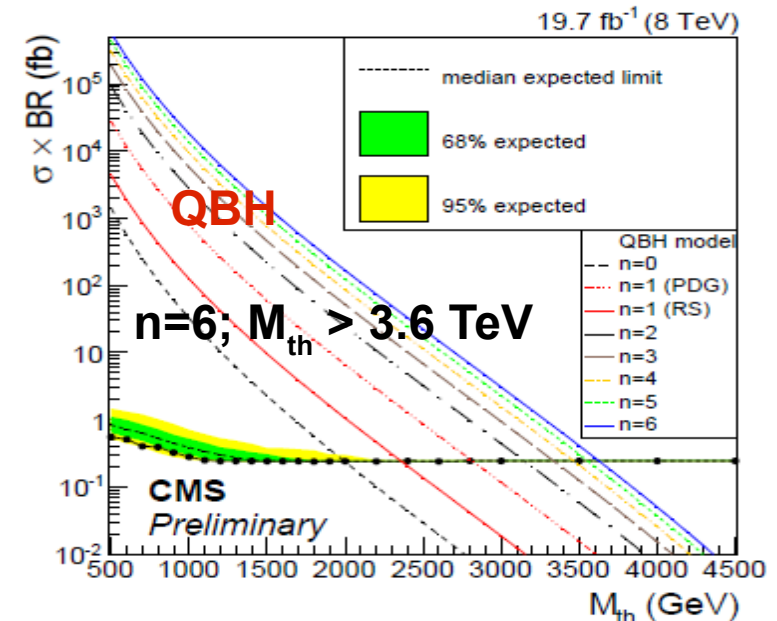 19.7 fb⁻¹ (8 TeV)
σ × BR (fb)
10⁵
10⁴
10³
10²
10
1
10⁻¹
10⁻²
median expected limit
68% expected
95% expected
QBH model
n=0
n=1 (PDG)
n=1 (RS)
n=2
n=3
n=4
n=5
n=6
QBH
n=6; M_th > 3.6 TeV
CMS
Preliminary
500 1000 1500 2000 2500 3000 3500 4000 4500
M_th (GeV)